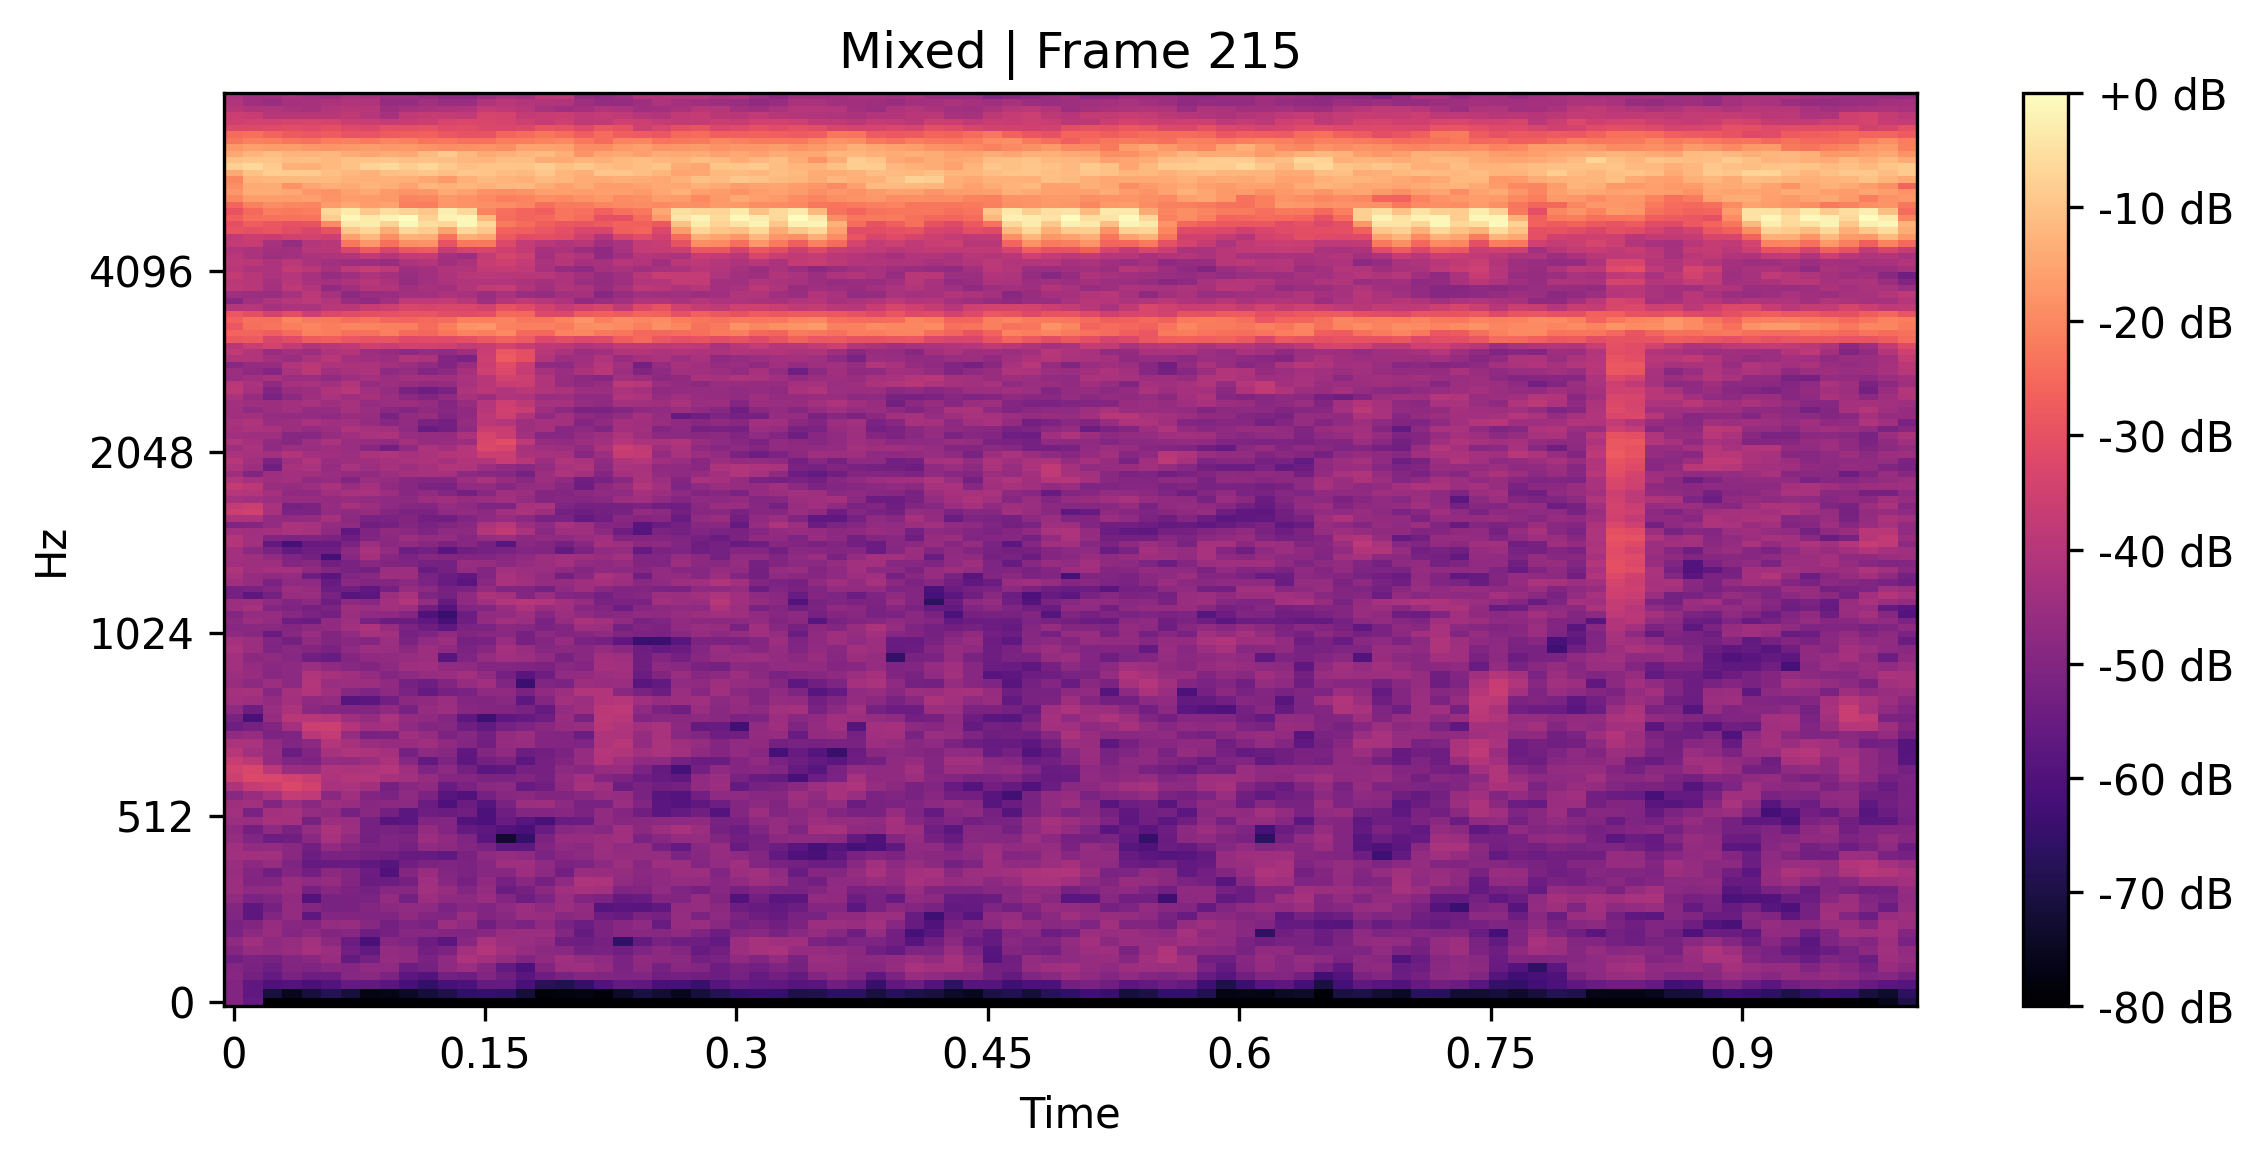 Mixed | Frame 215
+0 dB
-10 dB
-20 dB
-30 dB
-40 dB
-50 dB
-60 dB
-70 dB
-80 dB
4096
2048
1024
512
0
Hz
0 0.15 0.3 0.45 0.6 0.75 0.9
Time